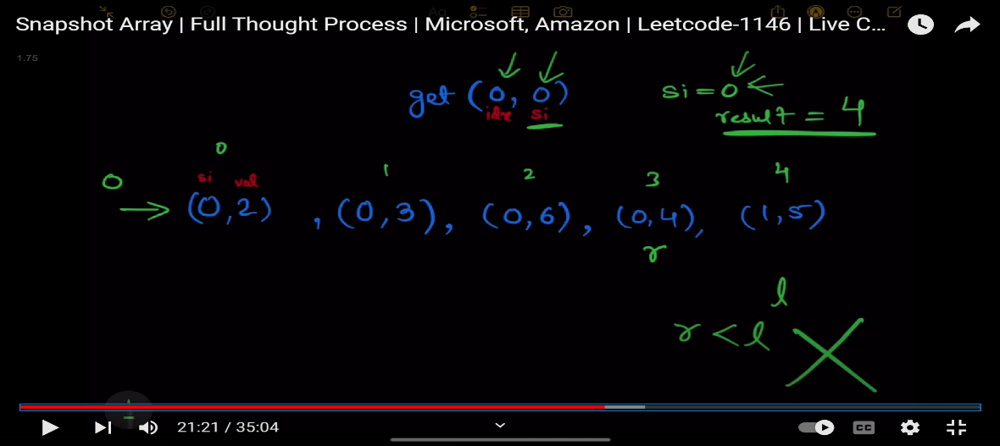 Snapshot Array | Full Thought Process | Microsoft, Amazon | Leetcode-1146 | Live C...
1.75
get (0, 0)
idx si
si = 0
result = 4
0 1 2 3 4
0 si val
(0,2) , (0,3) , (0,6) , (0,4) , (1,5)
r
l
r < l
21:21 / 35:04
CC